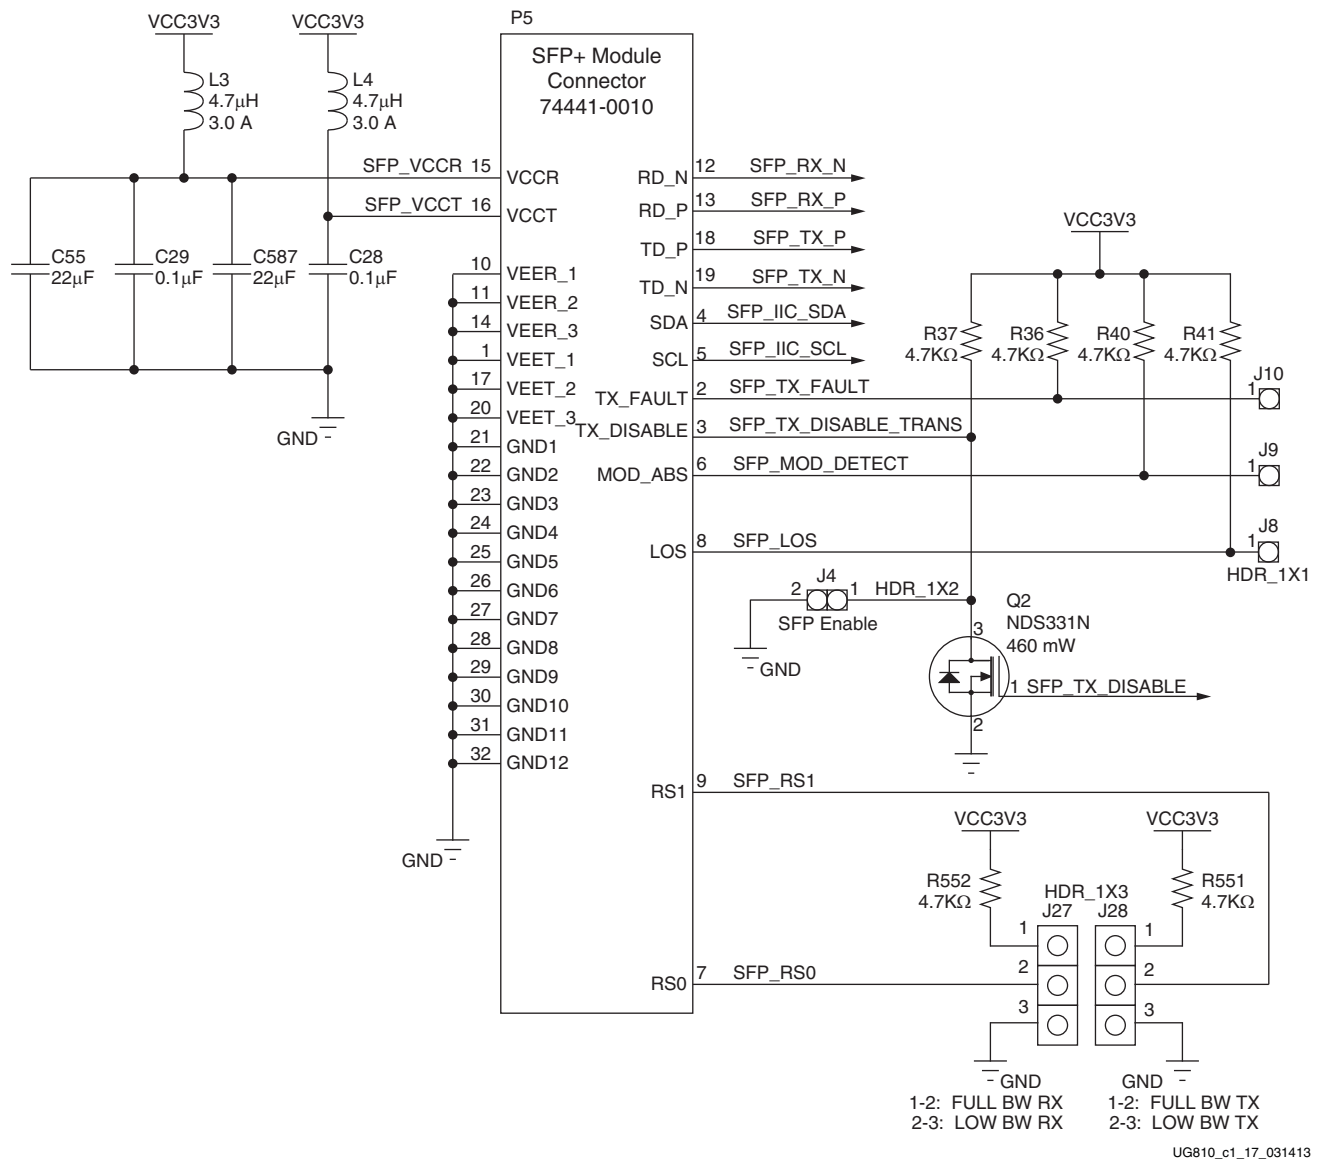 VCC3V3
VCC3V3
P5
SFP+ Module
Connector
74441-0010
L3
4.7μH
3.0 A
L4
4.7μH
3.0 A
SFP_VCCR 15 VCCR
SFP_VCCT 16 VCCT
C55
22μF
C29
0.1μF
C587
22μF
C28
0.1μF
GND
10 VEER_1
11 VEER_2
14 VEER_3
1 VEET_1
17 VEET_2
20 VEET_3
21 GND1
22 GND2
23 GND3
24 GND4
25 GND5
26 GND6
27 GND7
28 GND8
29 GND9
30 GND10
31 GND11
32 GND12
GND
RD_N 12 SFP_RX_N
RD_P 13 SFP_RX_P
TD_P 18 SFP_TX_P
TD_N 19 SFP_TX_N
SDA 4 SFP_IIC_SDA
SCL 5 SFP_IIC_SCL
TX_FAULT 2 SFP_TX_FAULT
TX_DISABLE 3 SFP_TX_DISABLE_TRANS
MOD_ABS 6 SFP_MOD_DETECT
LOS 8 SFP_LOS
VCC3V3
R37
4.7KΩ
R36
4.7KΩ
R40
4.7KΩ
R41
4.7KΩ
J10
1
J9
1
J8
1
HDR_1X1
J4
2 1 HDR_1X2
SFP Enable
GND
Q2
NDS331N
460 mW
3
1 SFP_TX_DISABLE
2
RS1 9 SFP_RS1
VCC3V3
VCC3V3
R552
4.7KΩ
R551
4.7KΩ
HDR_1X3
J27 J28
1 1
2 2
3 3
RS0 7 SFP_RS0
GND
GND
1-2: FULL BW RX
2-3: LOW BW RX
1-2: FULL BW TX
2-3: LOW BW TX
UG810_c1_17_031413